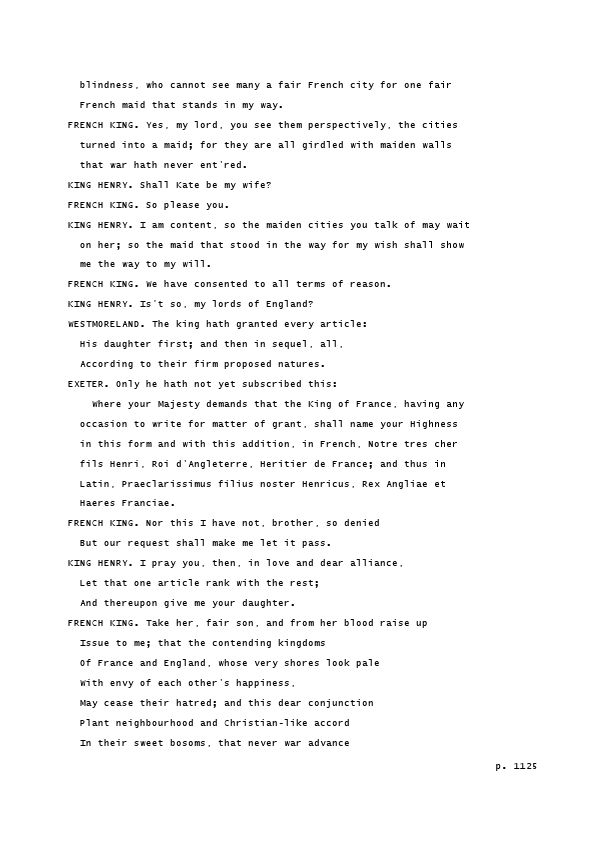 blindness, who cannot see many a fair French city for one fair
French maid that stands in my way.
FRENCH KING. Yes, my lord, you see them perspectively, the cities
turned into a maid; for they are all girdled with maiden walls
that war hath never ent'red.
KING HENRY. Shall Kate be my wife?
FRENCH KING. So please you.
KING HENRY. I am content, so the maiden cities you talk of may wait
on her; so the maid that stood in the way for my wish shall show
me the way to my will.
FRENCH KING. We have consented to all terms of reason.
KING HENRY. Is't so, my lords of England?
WESTMORELAND. The king hath granted every article:
His daughter first; and then in sequel, all,
According to their firm proposed natures.
EXETER. Only he hath not yet subscribed this:
Where your Majesty demands that the King of France, having any
occasion to write for matter of grant, shall name your Highness
in this form and with this addition, in French, Notre tres cher
fils Henri, Roi d'Angleterre, Heritier de France; and thus in
Latin, Praeclarissimus filius noster Henricus, Rex Angliae et
Haeres Franciae.
FRENCH KING. Nor this I have not, brother, so denied
But our request shall make me let it pass.
KING HENRY. I pray you, then, in love and dear alliance,
Let that one article rank with the rest;
And thereupon give me your daughter.
FRENCH KING. Take her, fair son, and from her blood raise up
Issue to me; that the contending kingdoms
Of France and England, whose very shores look pale
With envy of each other's happiness,
May cease their hatred; and this dear conjunction
Plant neighbourhood and Christian-like accord
In their sweet bosoms, that never war advance
p. 1125